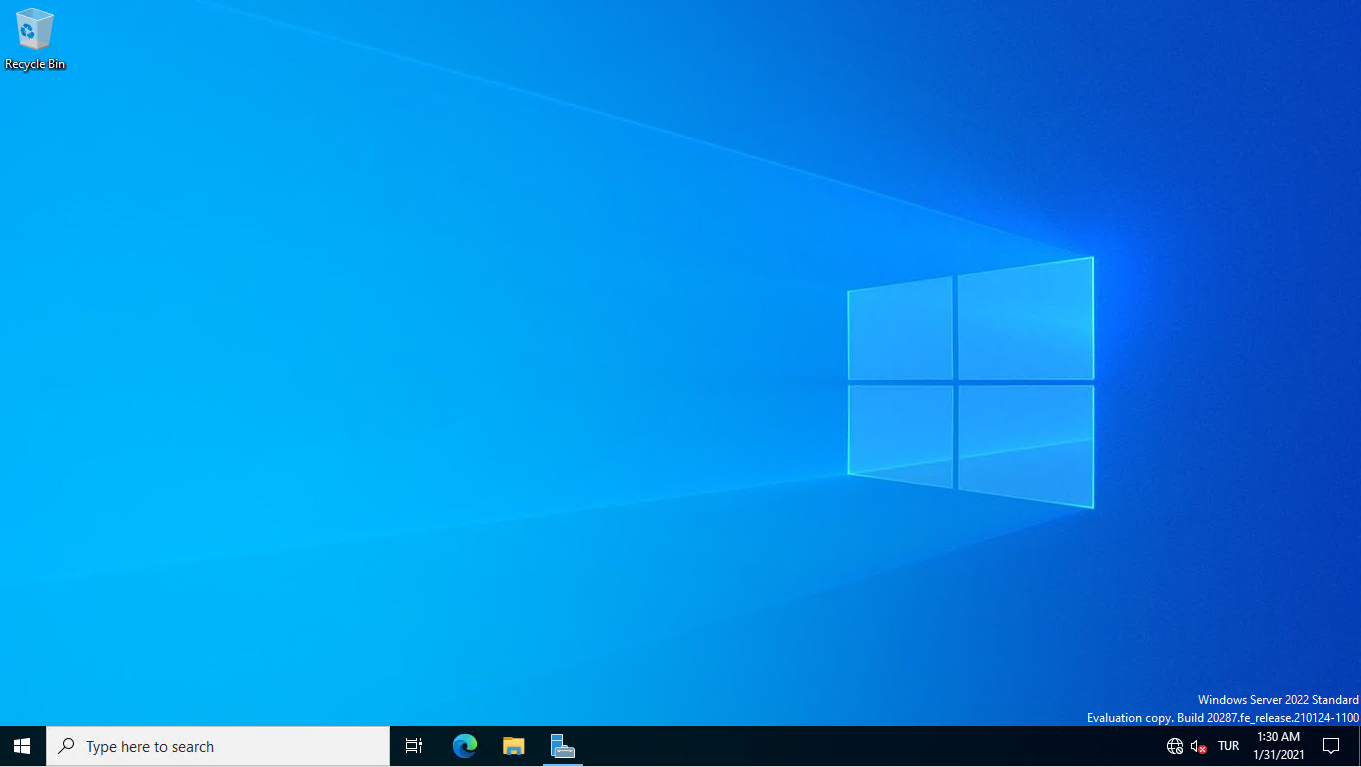 Recycle Bin
Windows Server 2022 Standard
Evaluation copy. Build 20287.fe_release.210124-1100
Type here to search
TUR
1:30 AM
1/31/2021